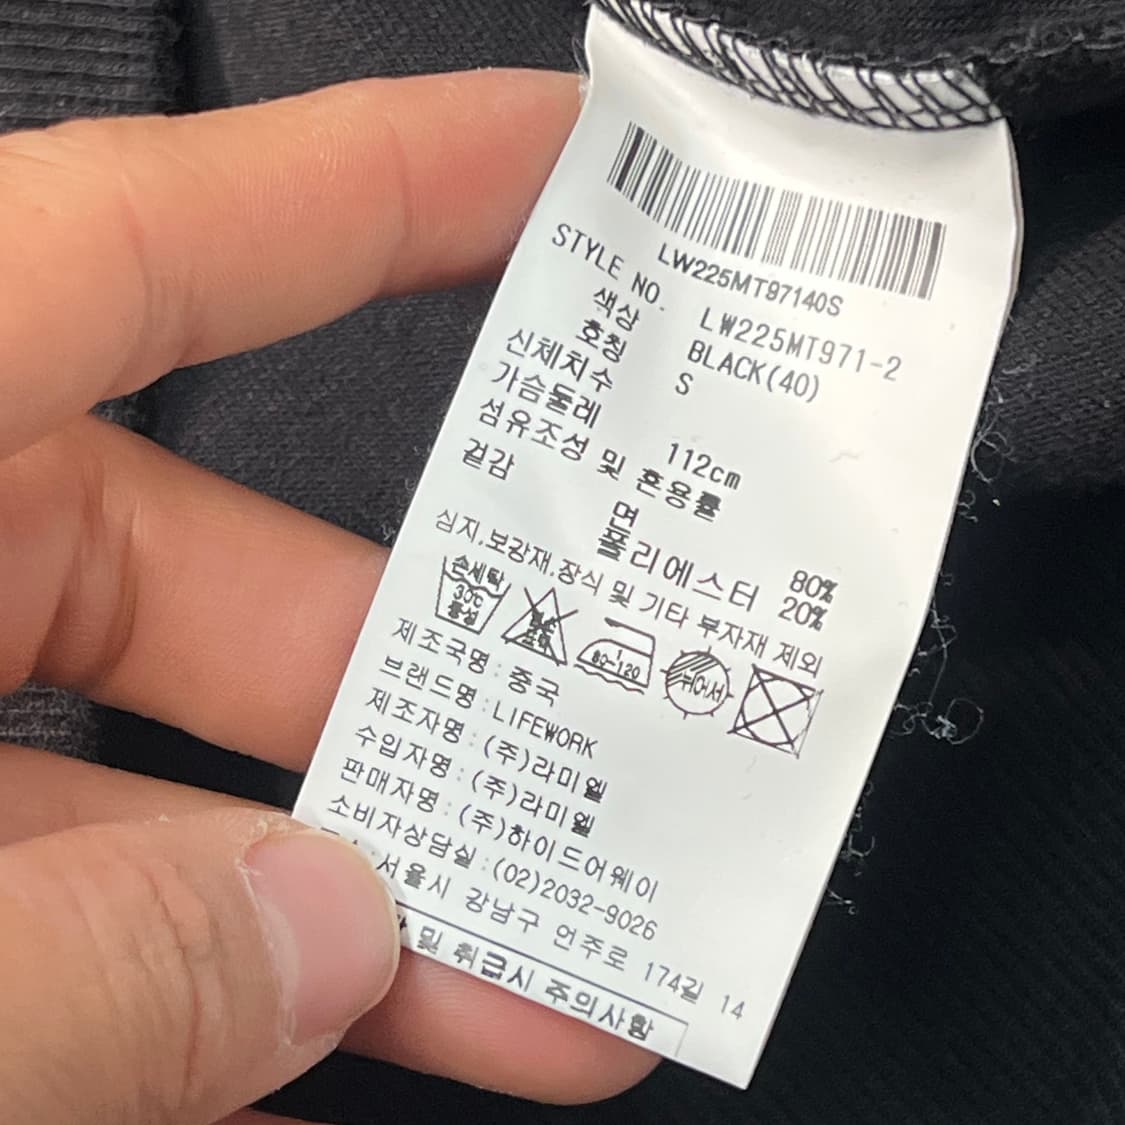 LW225MT97140S
STYLE NO. LW225MT971-2
색상 BLACK(40)
호칭 S
신체치수
가슴둘레 112cm
섬유조성 및 혼용률
겉감 면 80%
폴리에스터 20%
심지,보강재,장식 및 기타 부자재 제외
손세탁
30℃
중성
80-120
뉘어서
제조국명:중국
브랜드명:LIFEWORK
제조자명:(주)라미엘
수입자명:(주)라미엘
판매자명:(주)하이드어웨이
소비자상담실:(02)2032-9026
:서울시 강남구 언주로 174길 14
및 취급시 주의사항